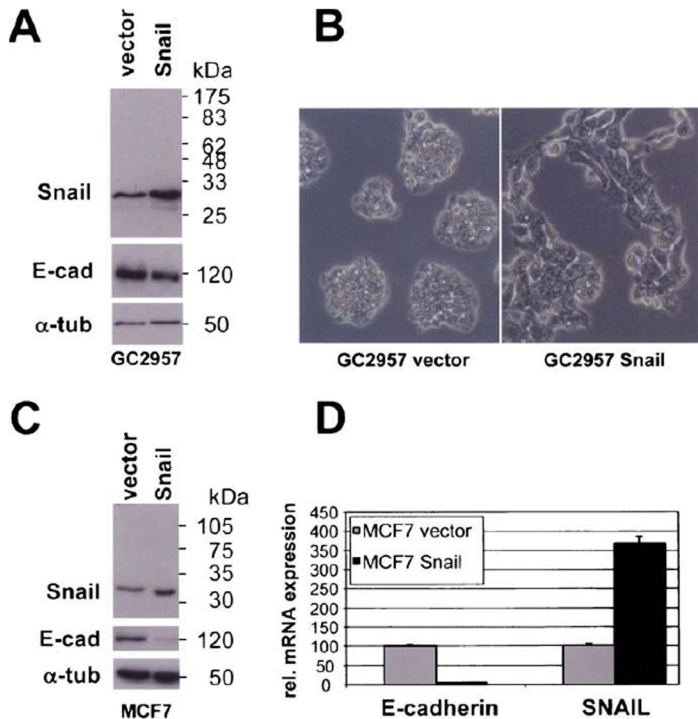 A
vector
Snail
kDa
175
83
62
48
33
25
Snail
E-cad
120
α-tub
50
GC2957
B
GC2957 vector
GC2957 Snail
C
vector
Snail
kDa
105
75
35
30
Snail
E-cad
120
α-tub
50
MCF7
D
rel. mRNA expression
450
400
350
300
250
200
150
100
50
0
MCF7 vector
MCF7 Snail
E-cadherin
SNAIL